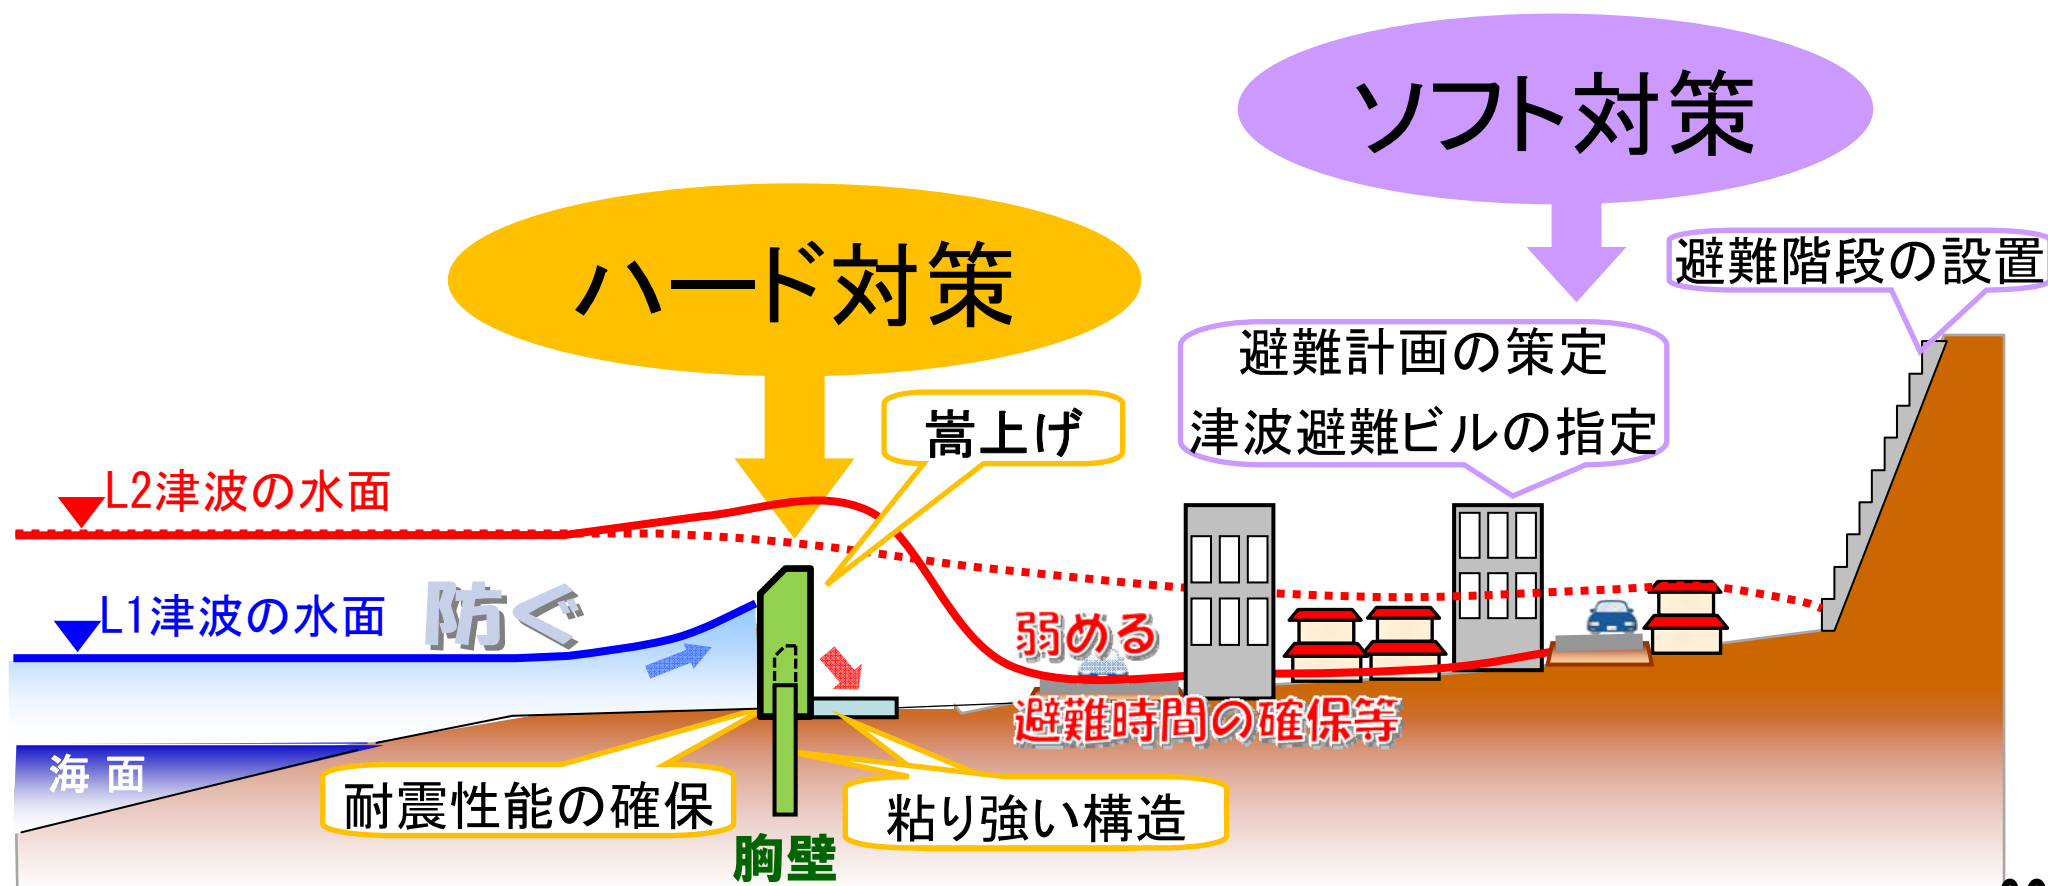 ソフト対策
ハード対策
避難階段の設置
避難計画の策定
津波避難ビルの指定
嵩上げ
L2津波の水面
L1津波の水面
防ぐ
弱める
避難時間の確保等
海 面
耐震性能の確保
粘り強い構造
胸壁